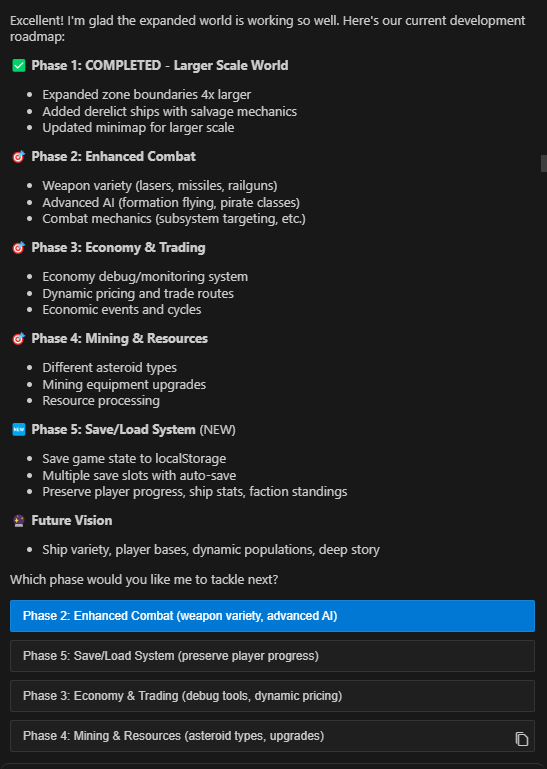 Excellent! I'm glad the expanded world is working so well. Here's our current development
roadmap:
Phase 1: COMPLETED - Larger Scale World
Expanded zone boundaries 4x larger
Added derelict ships with salvage mechanics
Updated minimap for larger scale
Phase 2: Enhanced Combat
Weapon variety (lasers, missiles, railguns)
Advanced AI (formation flying, pirate classes)
Combat mechanics (subsystem targeting, etc.)
Phase 3: Economy & Trading
Economy debug/monitoring system
Dynamic pricing and trade routes
Economic events and cycles
Phase 4: Mining & Resources
Different asteroid types
Mining equipment upgrades
Resource processing
NEW Phase 5: Save/Load System (NEW)
Save game state to localStorage
Multiple save slots with auto-save
Preserve player progress, ship stats, faction standings
Future Vision
Ship variety, player bases, dynamic populations, deep story
Which phase would you like me to tackle next?
Phase 2: Enhanced Combat (weapon variety, advanced AI)
Phase 5: Save/Load System (preserve player progress)
Phase 3: Economy & Trading (debug tools, dynamic pricing)
Phase 4: Mining & Resources (asteroid types, upgrades)